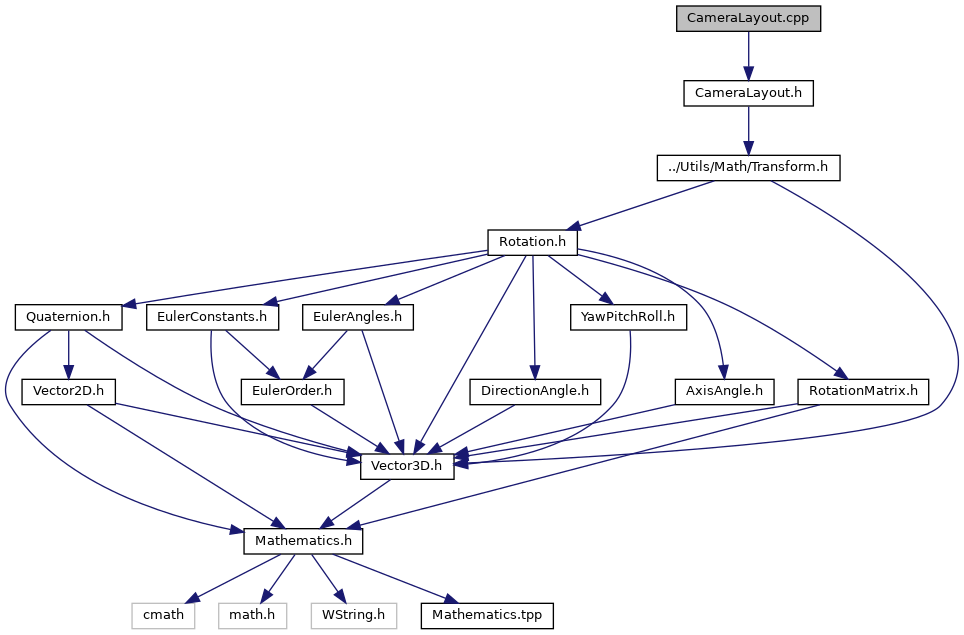 CameraLayout.cpp
CameraLayout.h
../Utils/Math/Transform.h
Rotation.h
Quaternion.h
EulerConstants.h
EulerAngles.h
YawPitchRoll.h
Vector2D.h
EulerOrder.h
DirectionAngle.h
AxisAngle.h
RotationMatrix.h
Vector3D.h
Mathematics.h
cmath
math.h
WString.h
Mathematics.tpp